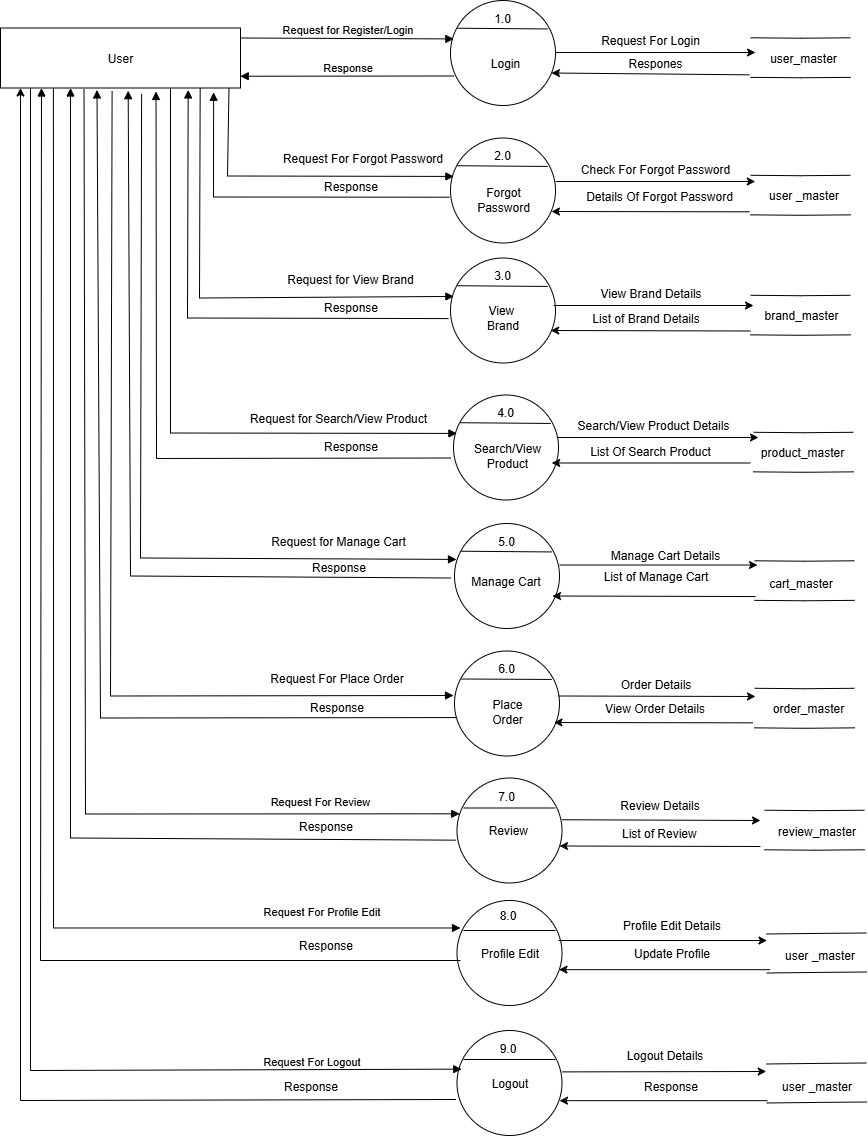 1.0
Request for Register/Login
Request For Login
User
Login
user_master
Response
Respones
2.0
Request For Forgot Password
Check For Forgot Password
Response
Forgot
Password
Details Of Forgot Password
user _master
3.0
Request for View Brand
View Brand Details
Response
View
Brand
List of Brand Details
brand_master
4.0
Request for Search/View Product
Search/View Product Details
Response
Search/View
Product
List Of Search Product
product_master
5.0
Request for Manage Cart
Manage Cart Details
Response
Manage Cart
List of Manage Cart
cart_master
6.0
Request For Place Order
Order Details
Response
Place
Order
View Order Details
order_master
7.0
Request For Review
Review Details
Response
Review
List of Review
review_master
8.0
Request For Profile Edit
Profile Edit Details
Response
Profile Edit
Update Profile
user _master
9.0
Request For Logout
Logout Details
Response
Logout
Response
user _master